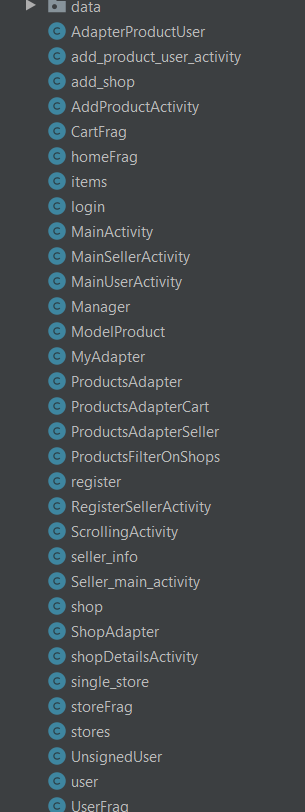 data
AdapterProductUser
add_product_user_activity
add_shop
AddProductActivity
CartFrag
homeFrag
items
login
MainActivity
MainSellerActivity
MainUserActivity
Manager
ModelProduct
MyAdapter
ProductsAdapter
ProductsAdapterCart
ProductsAdapterSeller
ProductsFilterOnShops
register
RegisterSellerActivity
ScrollingActivity
seller_info
Seller_main_activity
shop
ShopAdapter
shopDetailsActivity
single_store
storeFrag
stores
UnsignedUser
user
UserFrag